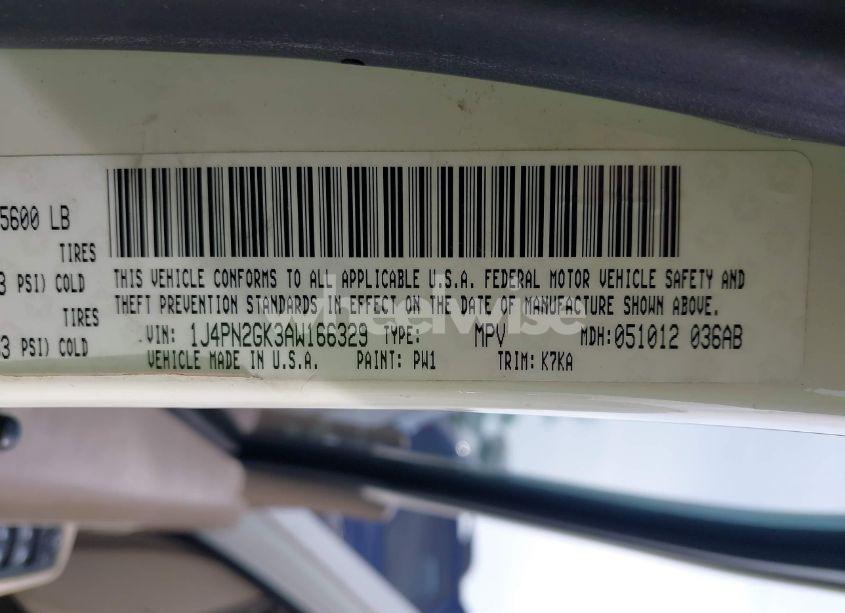 5600 LB
TIRES
3 PSI) COLD
TIRES
33 PSI) COLD
THIS VEHICLE CONFORMS TO ALL APPLICABLE U.S.A. FEDERAL MOTOR VEHICLE SAFETY AND
THEFT PREVENTION STANDARDS IN EFFECT ON THE DATE OF MANUFACTURE SHOWN ABOVE.
VIN: 1J4PN2GK3AW166329 TYPE: MPV MDH:051012 036AB
VEHICLE MADE IN U.S.A. PAINT: PW1 TRIM: K7KA
wheelwise